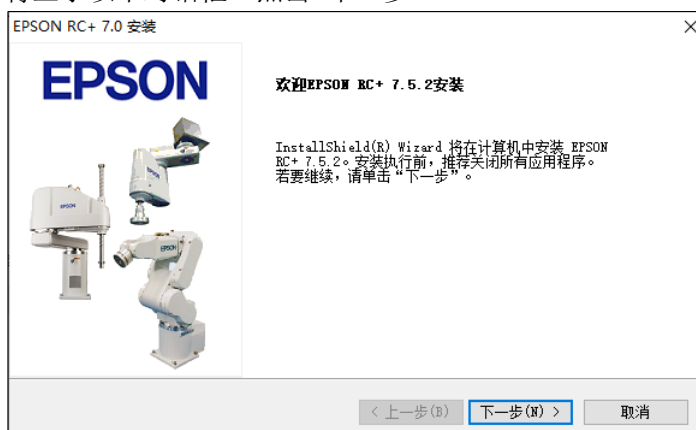 EPSON RC+ 7.0 安装
EPSON
欢迎EPSON RC+ 7.5.2安装
InstallShield(R) Wizard 将在计算机中安装 EPSON
RC+ 7.5.2。安装执行前，推荐关闭所有应用程序。
若要继续，请单击“下一步”。
EPSON
EPSON
< 上一步(B)
下一步(N) >
取消